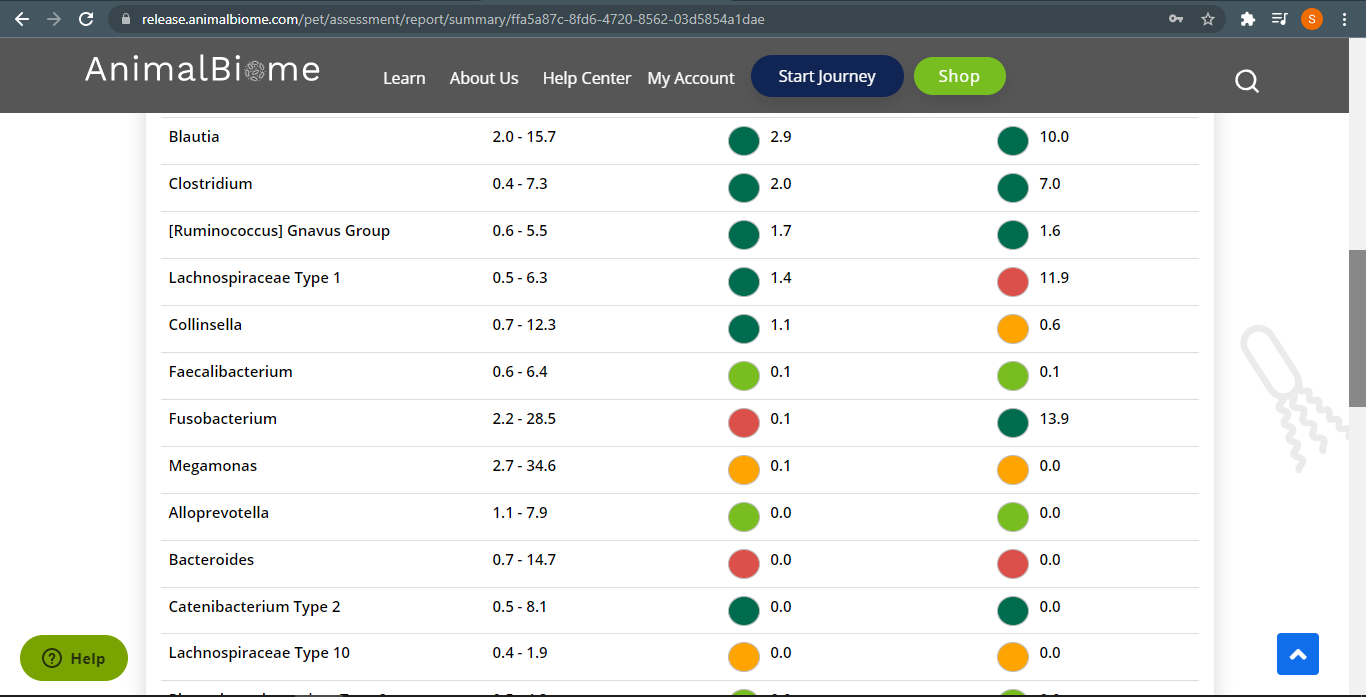 release.animalbiome.com/pet/assessment/report/summary/ffa5a87c-8fd6-4720-8562-03d5854a1dae
S
AnimalBiome Learn About Us Help Center My Account Start Journey Shop
Blautia 2.0 - 15.7 2.9 10.0
Clostridium 0.4 - 7.3 2.0 7.0
[Ruminococcus] Gnavus Group 0.6 - 5.5 1.7 1.6
Lachnospiraceae Type 1 0.5 - 6.3 1.4 11.9
Collinsella 0.7 - 12.3 1.1 0.6
Faecalibacterium 0.6 - 6.4 0.1 0.1
Fusobacterium 2.2 - 28.5 0.1 13.9
Megamonas 2.7 - 34.6 0.1 0.0
Alloprevotella 1.1 - 7.9 0.0 0.0
Bacteroides 0.7 - 14.7 0.0 0.0
Catenibacterium Type 2 0.5 - 8.1 0.0 0.0
Lachnospiraceae Type 10 0.4 - 1.9 0.0 0.0
Help